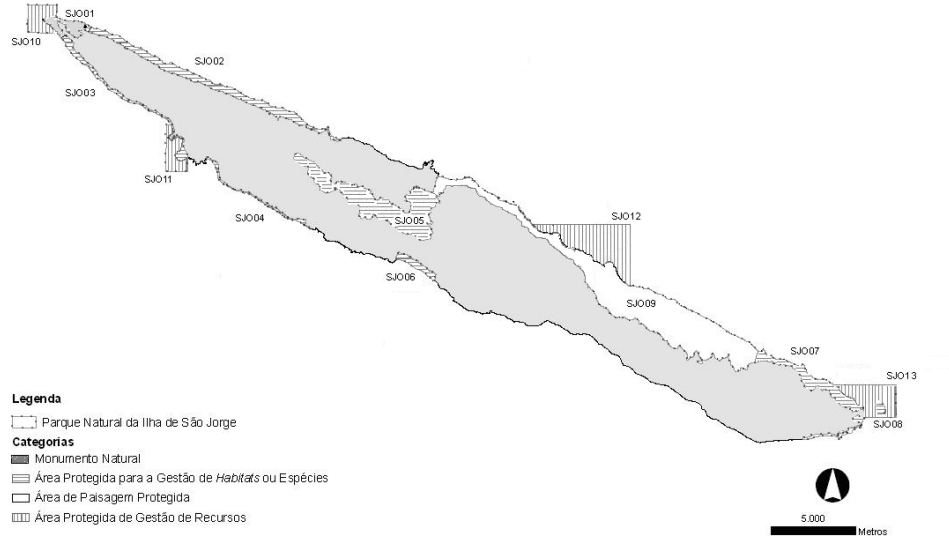 SJO01
SJO10
SJO02
SJO03
SJO11
SJO04
SJO05
SJO12
SJO06
SJO09
SJO07
SJO13
SJO08
Legenda
Parque Natural da Ilha de São Jorge
Categorias
Monumento Natural
Área Protegida para a Gestão de Habitats ou Espécies
Área de Paisagem Protegida
Área Protegida de Gestão de Recursos
5.000
Metros